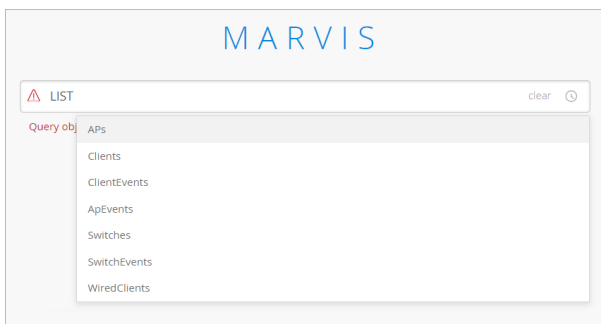 MARVIS
LIST clear
Query obj
APs
Clients
ClientEvents
ApEvents
Switches
SwitchEvents
WiredClients